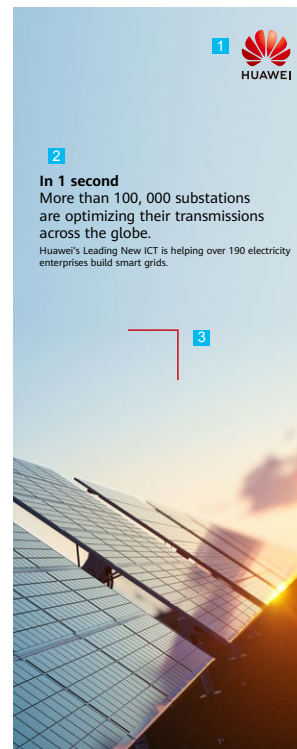 1
HUAWEI
2
In 1 second
More than 100, 000 substations
are optimizing their transmissions
across the globe.
Huawei's Leading New ICT is helping over 190 electricity
enterprises build smart grids.
3